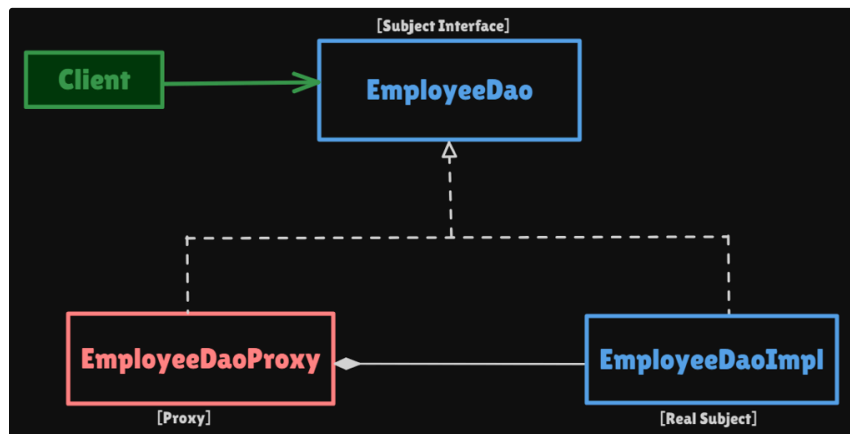 [Subject Interface]
Client
EmployeeDao
EmployeeDaoProxy
EmployeeDaoImpl
[Proxy]
[Real Subject]